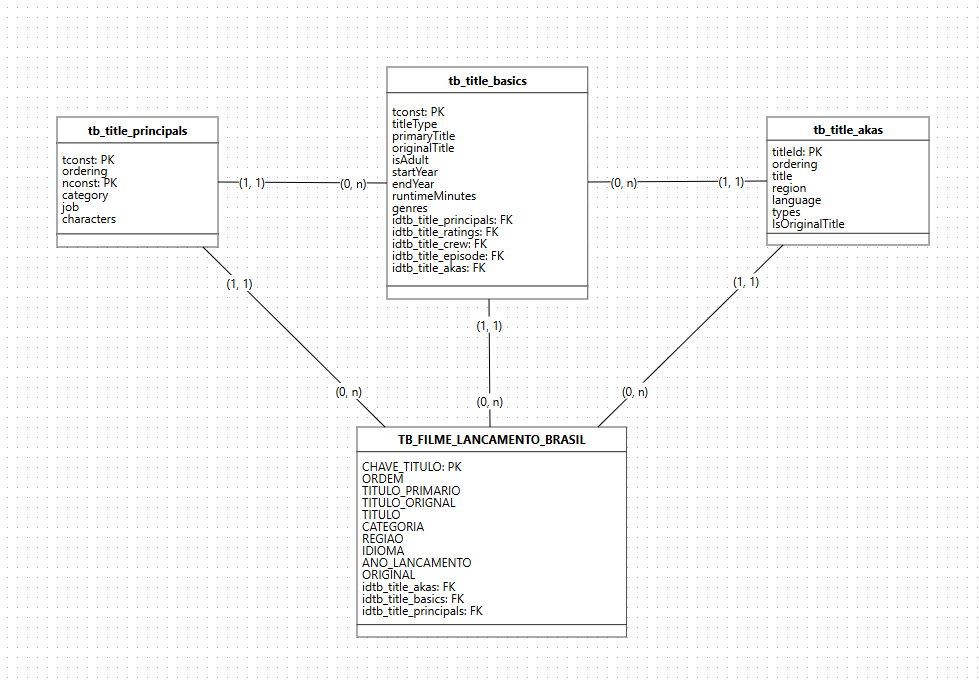 tb_title_basics
tconst: PK
titleType
primaryTitle
originalTitle
isAdult
startYear
endYear
runtimeMinutes
genres
idtb_title_principals: FK
idtb_title_ratings: FK
idtb_title_crew: FK
idtb_title_episode: FK
idtb_title_akas: FK
tb_title_principals
tconst: PK
ordering
nconst: PK
category
job
characters
tb_title_akas
titleId: PK
ordering
title
region
language
types
IsOriginalTitle
(1, 1)
(0, n)
(0, n)
(1, 1)
(1, 1)
(0, n)
(1, 1)
(0, n)
(1, 1)
(0, n)
TB_FILME_LANCAMENTO_BRASIL
CHAVE_TITULO: PK
ORDEM
TITULO_PRIMARIO
TITULO_ORIGNAL
TITULO
CATEGORIA
REGIAO
IDIOMA
ANO_LANCAMENTO
ORIGINAL
idtb_title_akas: FK
idtb_title_basics: FK
idtb_title_principals: FK